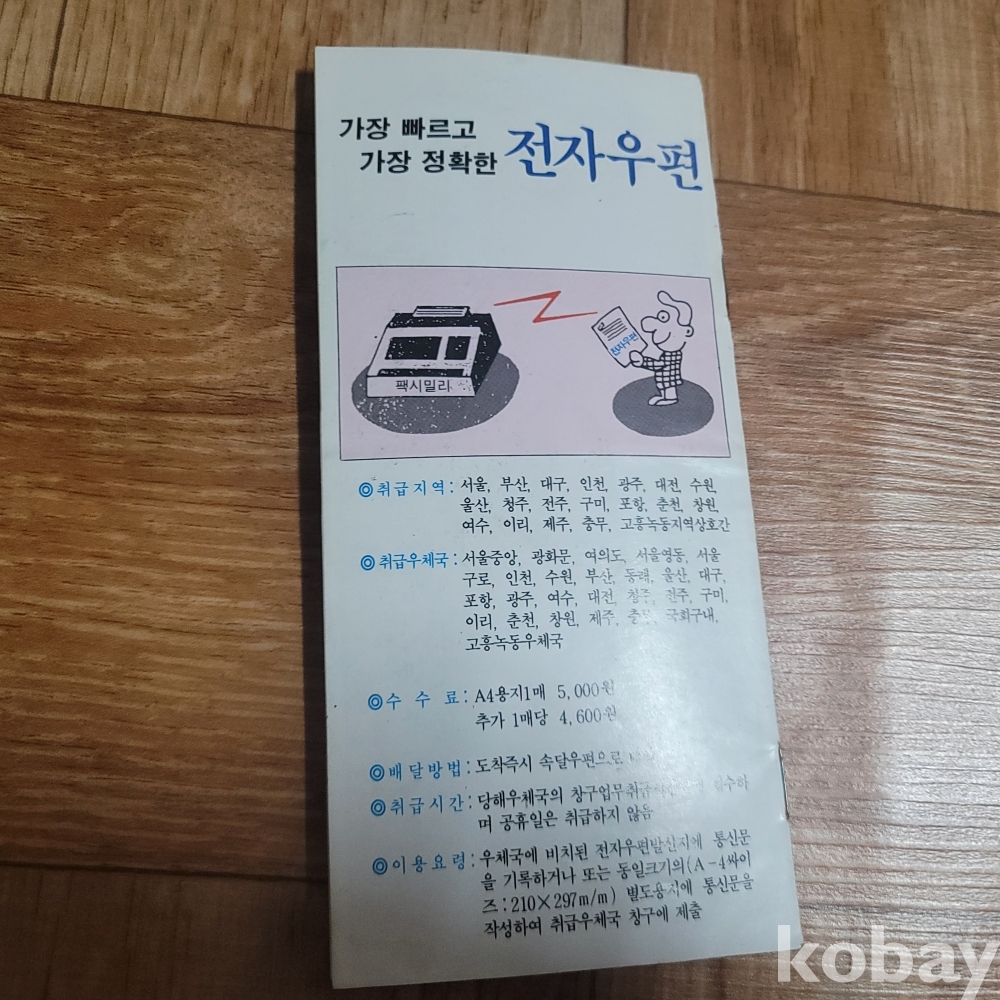 가장 빠르고
가장 정확한 전자우편
전자우편
팩시밀리
◎취급지역: 서울, 부산, 대구, 인천, 광주, 대전, 수원,
울산, 청주, 전주, 구미, 포항, 춘천, 창원,
여수, 이리, 제주, 충무, 고흥녹동지역상호간
◎취급우체국: 서울중앙, 광화문, 여의도, 서울영동, 서울
구로, 인천, 수원, 부산, 동래, 울산, 대구,
포항, 광주, 여수, 대전, 청주, 전주, 구미,
이리, 춘천, 창원, 제주, 국회구내,
고흥녹동우체국
◎수수료: A4용지1매 5,000원
추가 1매당 4,600원
◎배달방법: 도착즉시 속달우편으로
◎취급시간: 당해우체국의 창구업무
며 공휴일은 취급하지 않음
◎이용요령: 우체국에 비치된 전자우편발신지에 통신문
을 기록하거나 또는 동일크기의(A-4싸이
즈:210×297m/m) 별도용지에 통신문을
작성하여 취급우체국 창구에 제출
kobay